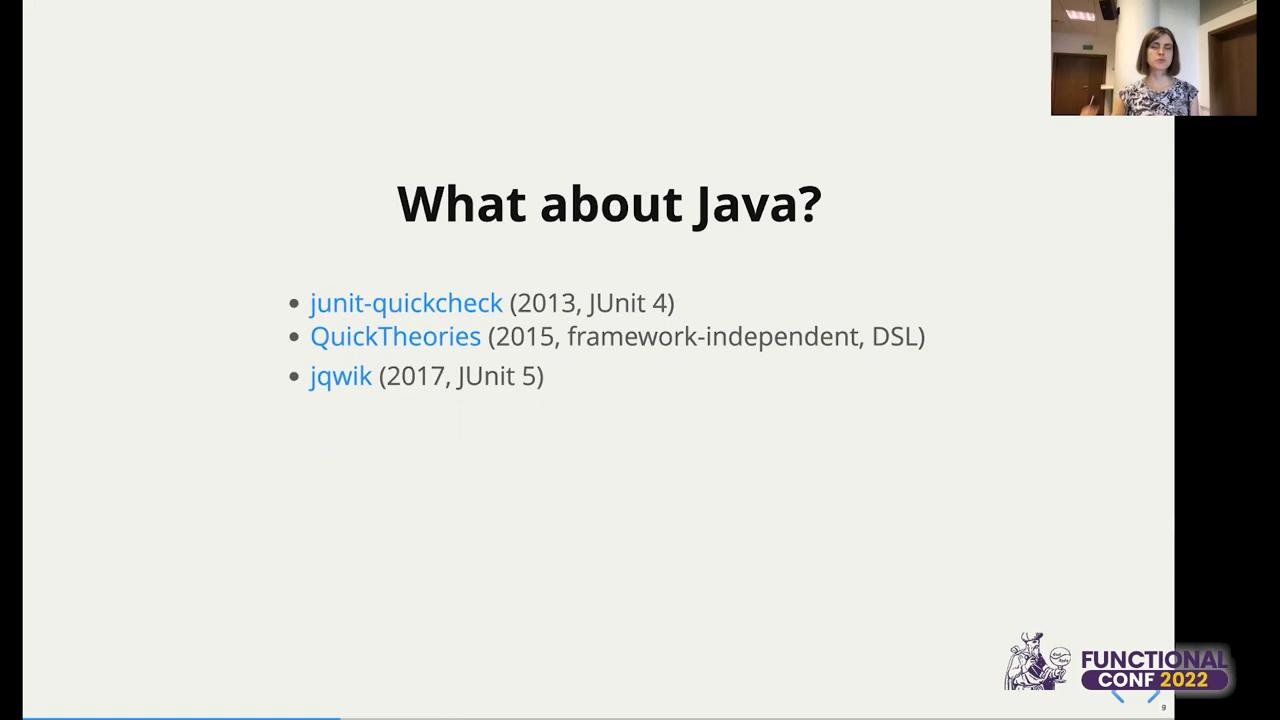 What about Java?
junit-quickcheck (2013, JUnit 4)
QuickTheories (2015, framework-independent, DSL)
jqwik (2017, JUnit 5)
FUNCTIONAL
CONF 2022
9